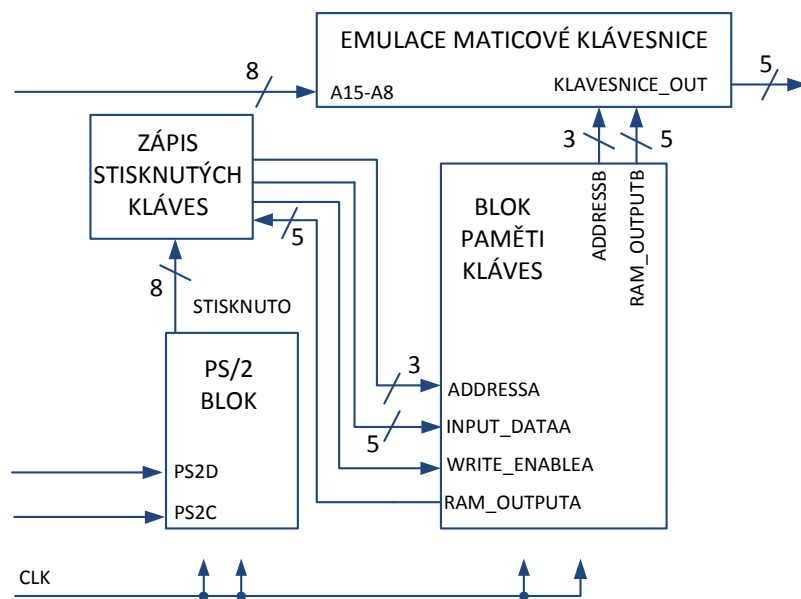 EMULACE MATICOVÉ KLÁVESNICE
8
A15-A8
KLAVESNICE_OUT
5
ZÁPIS
STISKNUTÝCH
KLÁVES
5
8
STISKNUTO
3
5
ADDRESSB
RAM_OUTPUTB
BLOK
PAMĚTI
KLÁVES
PS/2
BLOK
PS2D
PS2C
3
ADDRESSA
5
INPUT_DATAA
WRITE_ENABLEA
RAM_OUTPUTA
CLK